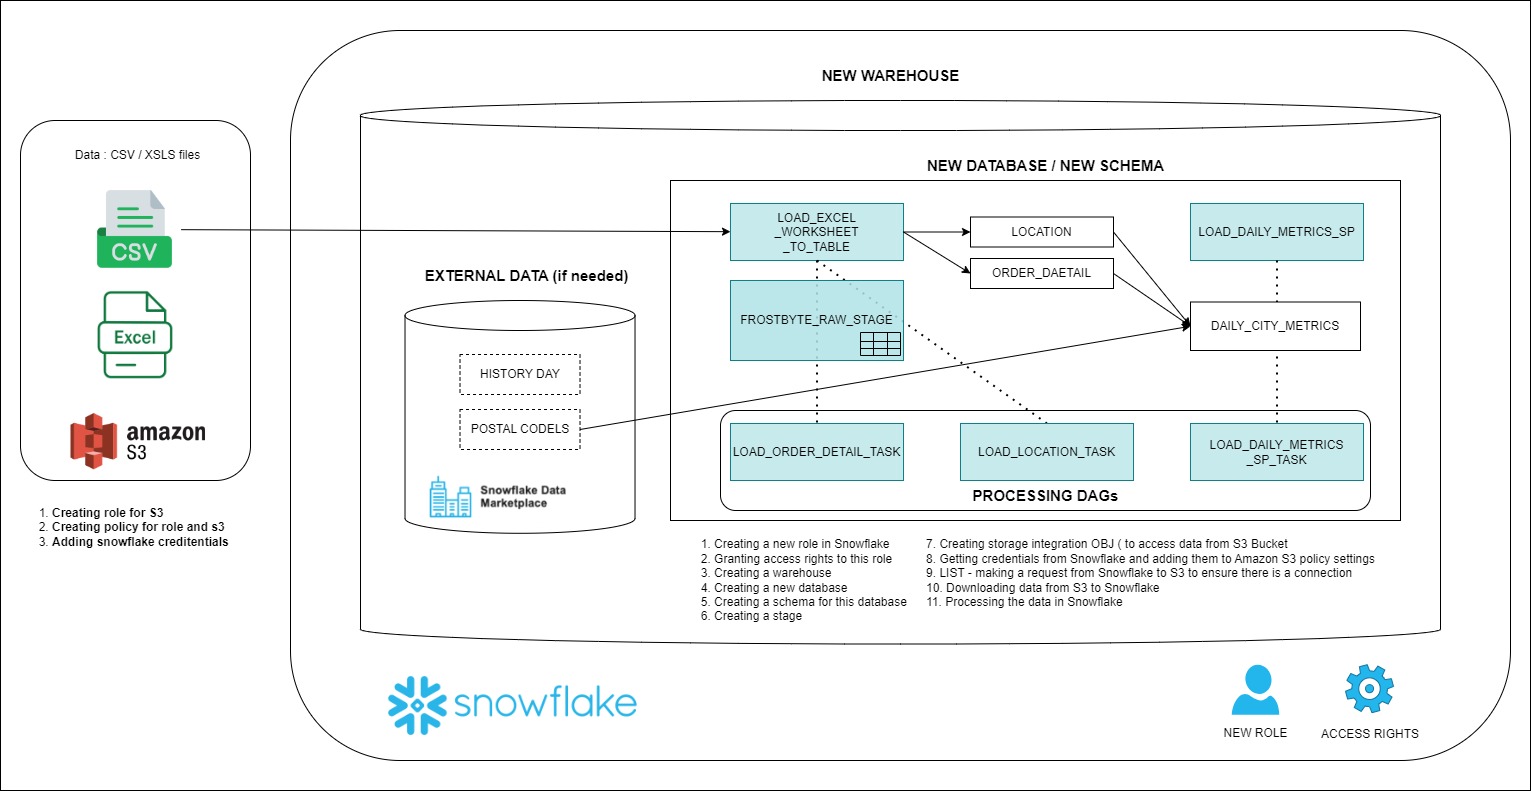 NEW WAREHOUSE
Data : CSV / XSLS files
CSV
Excel
amazon
S3
1. Creating role for S3
2. Creating policy for role and s3
3. Adding snowflake creditentials
NEW DATABASE / NEW SCHEMA
LOAD_EXCEL
_WORKSHEET
_TO_TABLE
LOCATION
ORDER_DAETAIL
LOAD_DAILY_METRICS_SP
FROSTBYTE_RAW_STAGE
DAILY_CITY_METRICS
EXTERNAL DATA (if needed)
HISTORY DAY
POSTAL CODELS
Snowflake Data
Marketplace
LOAD_ORDER_DETAIL_TASK
LOAD_LOCATION_TASK
LOAD_DAILY_METRICS
_SP_TASK
PROCESSING DAGs
1. Creating a new role in Snowflake
2. Granting access rights to this role
3. Creating a warehouse
4. Creating a new database
5. Creating a schema for this database
6. Creating a stage
7. Creating storage integration OBJ ( to access data from S3 Bucket
8. Getting credentials from Snowflake and adding them to Amazon S3 policy settings
9. LIST - making a request from Snowflake to S3 to ensure there is a connection
10. Downloading data from S3 to Snowflake
11. Processing the data in Snowflake
snowflake
NEW ROLE
ACCESS RIGHTS